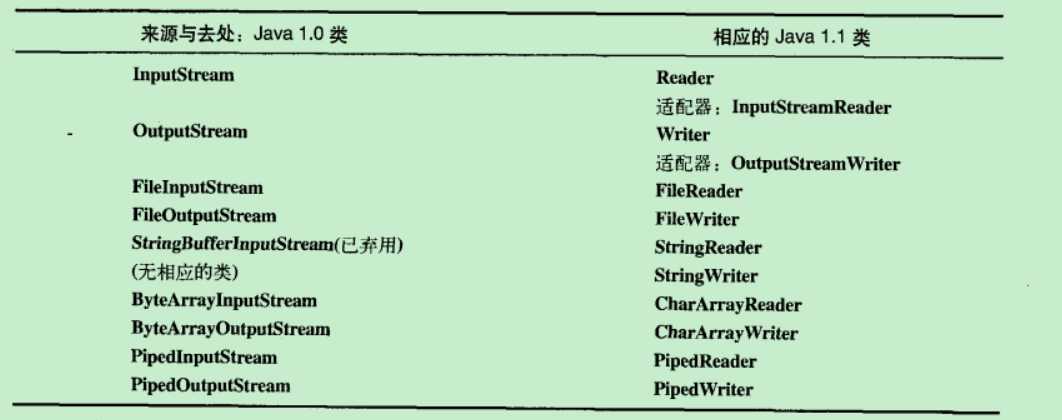 来源与去处：Java 1.0 类 相应的 Java 1.1 类
InputStream Reader
适配器：InputStreamReader
OutputStream Writer
适配器：OutputStreamWriter
FileInputStream FileReader
FileOutputStream FileWriter
StringBufferInputStream(已弃用) StringReader
(无相应的类) StringWriter
ByteArrayInputStream CharArrayReader
ByteArrayOutputStream CharArrayWriter
PipedInputStream PipedReader
PipedOutputStream PipedWriter